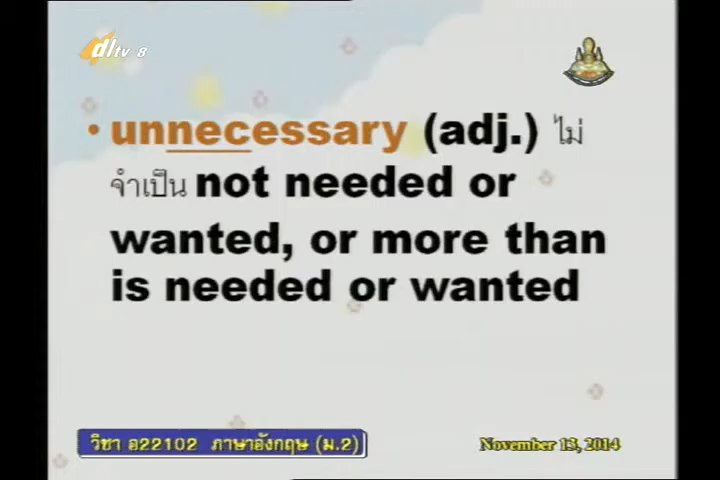 dltv 8
• unnecessary (adj.) ไม่
จำเป็น not needed or
wanted, or more than
is needed or wanted
วิชา อ22102 ภาษาอังกฤษ (ม.2)
November 13, 2014